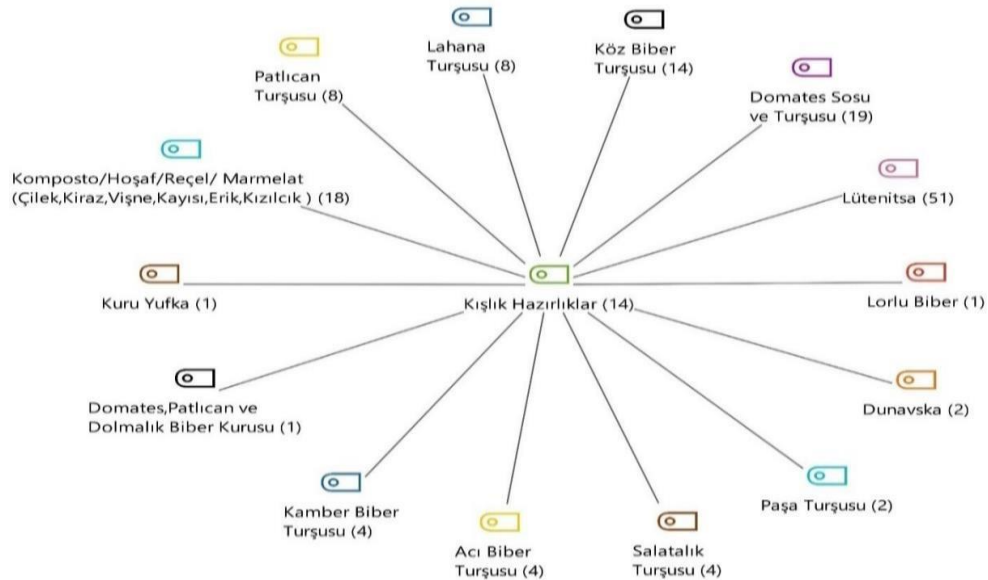 Lahana
Turşusu (8)
Köz Biber
Turşusu (14)
Patlıcan
Turşusu (8)
Domates Sosu
ve Turşusu (19)
Komposto/Hoşaf/Reçel/ Marmelat
(Çilek,Kiraz,Vişne,Kayısı,Erik,Kızılcık ) (18)
Lütenitsa (51)
Kuru Yufka (1)
Kışlık Hazırlıklar (14)
Lorlu Biber (1)
Domates,Patlıcan ve
Dolmalık Biber Kurusu (1)
Dunavska (2)
Kamber Biber
Turşusu (4)
Acı Biber
Turşusu (4)
Salatalık
Turşusu (4)
Paşa Turşusu (2)